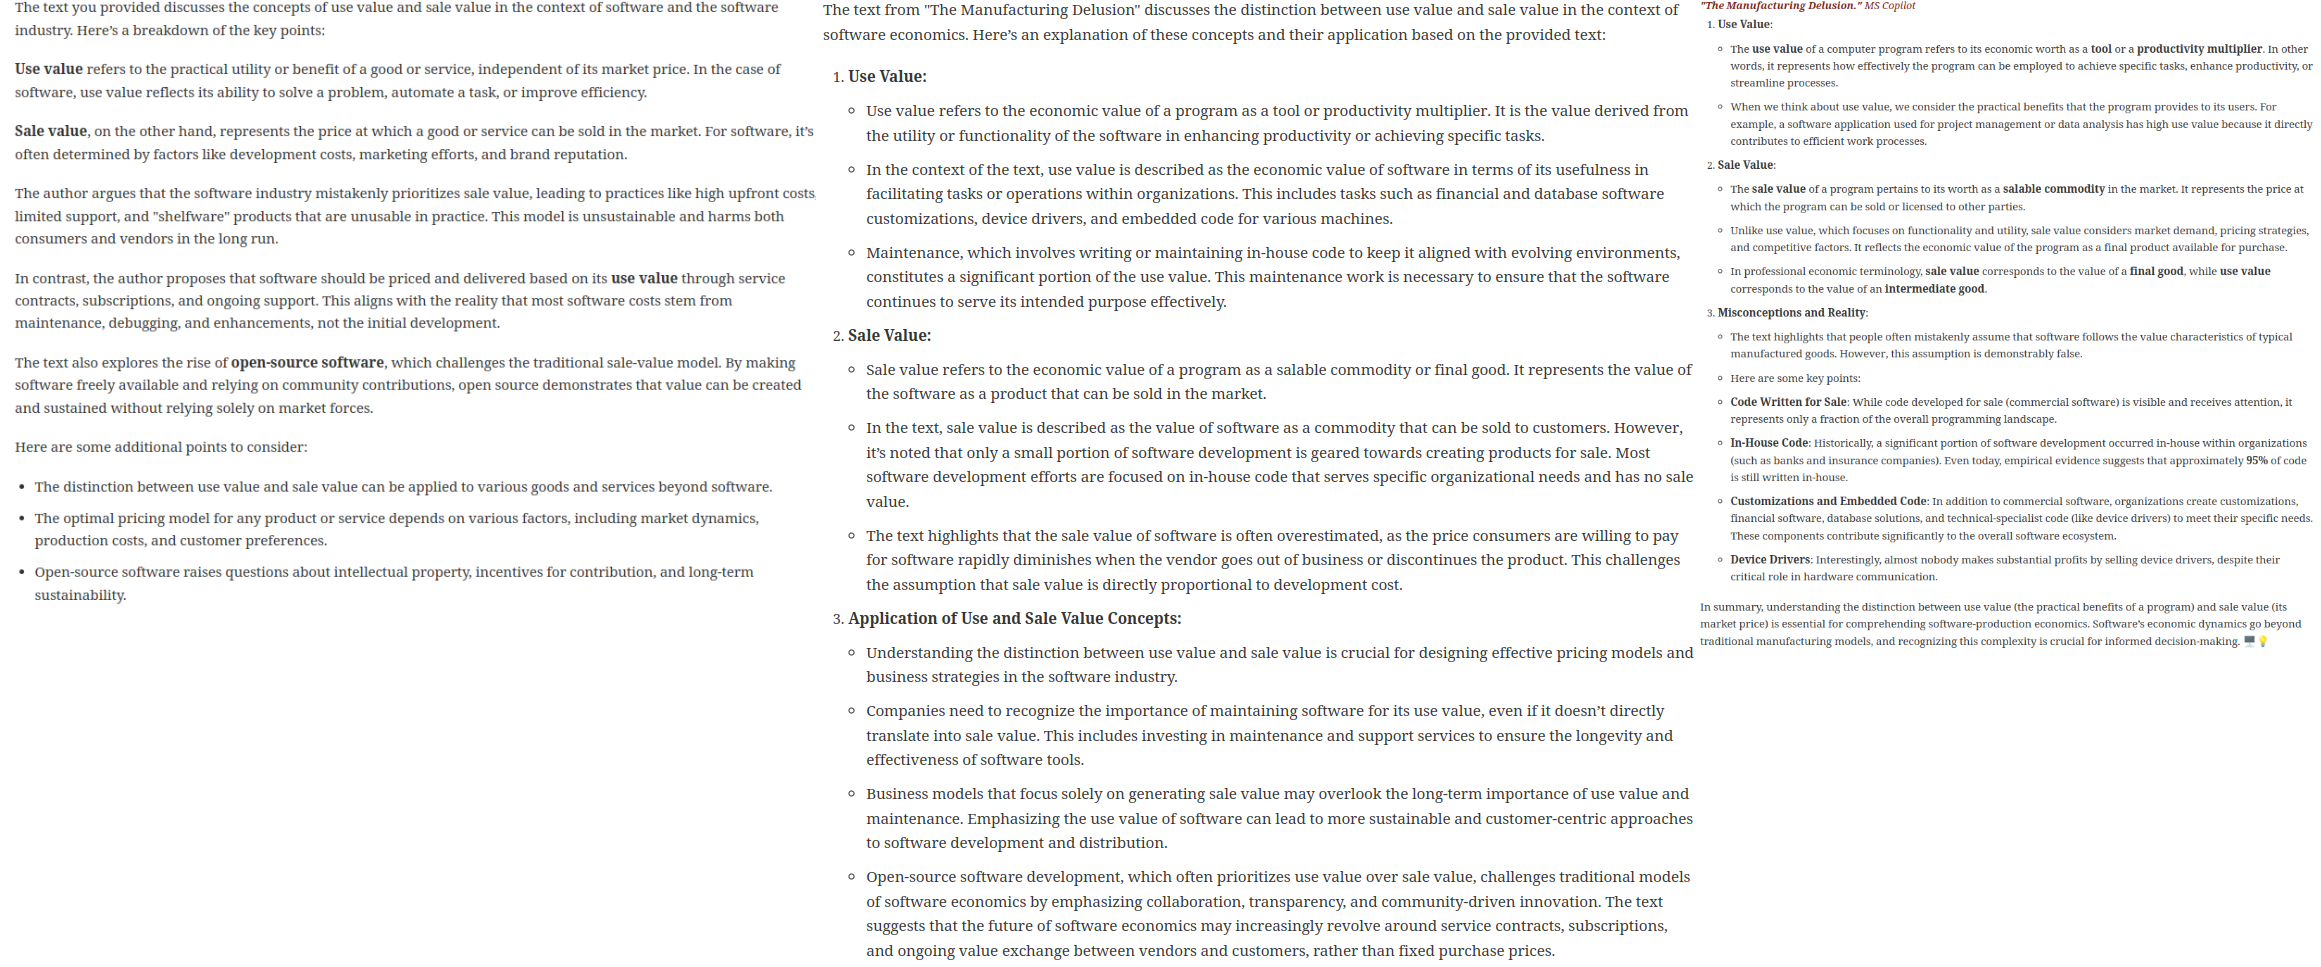 The text you provided discusses the concepts of use value and sale value in the context of software and the software
industry. Here's a breakdown of the key points:
Use value refers to the practical utility or benefit of a good or service, independent of its market price. In the case of
software, use value reflects its ability to solve a problem, automate a task, or improve efficiency.
Sale value, on the other hand, represents the price at which a good or service can be sold in the market. For software, it's
often determined by factors like development costs, marketing efforts, and brand reputation.
The author argues that the software industry mistakenly prioritizes sale value, leading to practices like high upfront costs,
limited support, and "shelfware" products that are unusable in practice. This model is unsustainable and harms both
consumers and vendors in the long run.
In contrast, the author proposes that software should be priced and delivered based on its use value through service
contracts, subscriptions, and ongoing support. This aligns with the reality that most software costs stem from
maintenance, debugging, and enhancements, not the initial development.
The text also explores the rise of open-source software, which challenges the traditional sale-value model. By making
software freely available and relying on community contributions, open source demonstrates that value can be created
and sustained without relying solely on market forces.
Here are some additional points to consider:
• The distinction between use value and sale value can be applied to various goods and services beyond software.
• The optimal pricing model for any product or service depends on various factors, including market dynamics,
production costs, and customer preferences.
• Open-source software raises questions about intellectual property, incentives for contribution, and long-term
sustainability.
The text from "The Manufacturing Delusion" discusses the distinction between use value and sale value in the context of
software economics. Here's an explanation of these concepts and their application based on the provided text:
1. Use Value:
◦ Use value refers to the economic value of a program as a tool or productivity multiplier. It is the value derived from
the utility or functionality of the software in enhancing productivity or achieving specific tasks.
◦ In the context of the text, use value is described as the economic value of software in terms of its usefulness in
facilitating tasks or operations within organizations. This includes tasks such as financial and database software
customizations, device drivers, and embedded code for various machines.
◦ Maintenance, which involves writing or maintaining in-house code to keep it aligned with evolving environments,
constitutes a significant portion of the use value. This maintenance work is necessary to ensure that the software
continues to serve its intended purpose effectively.
2. Sale Value:
◦ Sale value refers to the economic value of a program as a salable commodity or final good. It represents the value of
the software as a product that can be sold in the market.
◦ In the text, sale value is described as the value of software as a commodity that can be sold to customers. However,
it's noted that only a small portion of software development is geared towards creating products for sale. Most
software development efforts are focused on in-house code that serves specific organizational needs and has no sale
value.
◦ The text highlights that the sale value of software is often overestimated, as the price consumers are willing to pay
for software rapidly diminishes when the vendor goes out of business or discontinues the product. This challenges
the assumption that sale value is directly proportional to development cost.
3. Application of Use and Sale Value Concepts:
◦ Understanding the distinction between use value and sale value is crucial for designing effective pricing models and
business strategies in the software industry.
◦ Companies need to recognize the importance of maintaining software for its use value, even if it doesn't directly
translate into sale value. This includes investing in maintenance and support services to ensure the longevity and
effectiveness of software tools.
◦ Business models that focus solely on generating sale value may overlook the long-term importance of use value and
maintenance. Emphasizing the use value of software can lead to more sustainable and customer-centric approaches
to software development and distribution.
◦ Open-source software development, which often prioritizes use value over sale value, challenges traditional models
of software economics by emphasizing collaboration, transparency, and community-driven innovation. The text
suggests that the future of software economics may increasingly revolve around service contracts, subscriptions,
and ongoing value exchange between vendors and customers, rather than fixed purchase prices.
"The Manufacturing Delusion." MS Copilot
1. Use Value:
◦ The use value of a computer program refers to its economic worth as a tool or a productivity multiplier. In other
words, it represents how effectively the program can be employed to achieve specific tasks, enhance productivity, or
streamline processes.
◦ When we think about use value, we consider the practical benefits that the program provides to its users. For
example, a software application used for project management or data analysis has high use value because it directly
contributes to efficient work processes.
2. Sale Value:
◦ The sale value of a program pertains to its worth as a salable commodity in the market. It represents the price at
which the program can be sold or licensed to other parties.
◦ Unlike use value, which focuses on functionality and utility, sale value considers market demand, pricing strategies,
and competitive factors. It reflects the economic value of the program as a final product available for purchase.
◦ In professional economic terminology, sale value corresponds to the value of a final good, while use value
corresponds to the value of an intermediate good.
3. Misconceptions and Reality:
◦ The text highlights that people often mistakenly assume that software follows the value characteristics of typical
manufactured goods. However, this assumption is demonstrably false.
◦ Here are some key points:
◦ Code Written for Sale: While code developed for sale (commercial software) is visible and receives attention, it
represents only a fraction of the overall programming landscape.
◦ In-House Code: Historically, a significant portion of software development occurred in-house within organizations
(such as banks and insurance companies). Even today, empirical evidence suggests that approximately 95% of code
is still written in-house.
◦ Customizations and Embedded Code: In addition to commercial software, organizations create customizations,
financial software, database solutions, and technical-specialist code (like device drivers) to meet their specific needs.
These components contribute significantly to the overall software ecosystem.
◦ Device Drivers: Interestingly, almost nobody makes substantial profits by selling device drivers, despite their
critical role in hardware communication.
In summary, understanding the distinction between use value (the practical benefits of a program) and sale value (its
market price) is essential for comprehending software-production economics. Software's economic dynamics go beyond
traditional manufacturing models, and recognizing this complexity is crucial for informed decision-making. 🖥️💡